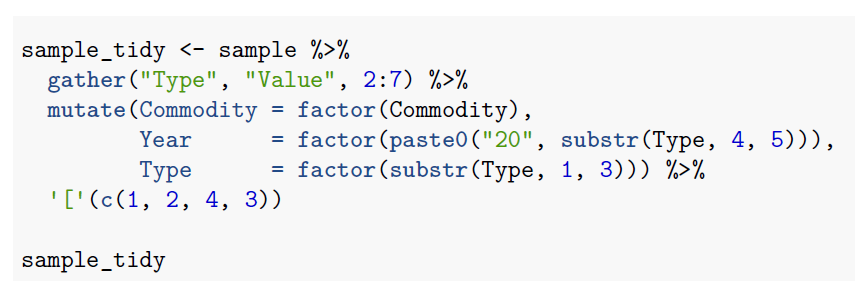 sample_tidy <- sample %>%
  gather("Type", "Value", 2:7) %>%
  mutate(Commodity = factor(Commodity),
         Year      = factor(paste0("20", substr(Type, 4, 5))),
         Type      = factor(substr(Type, 1, 3))) %>%
  '['(c(1, 2, 4, 3))

sample_tidy